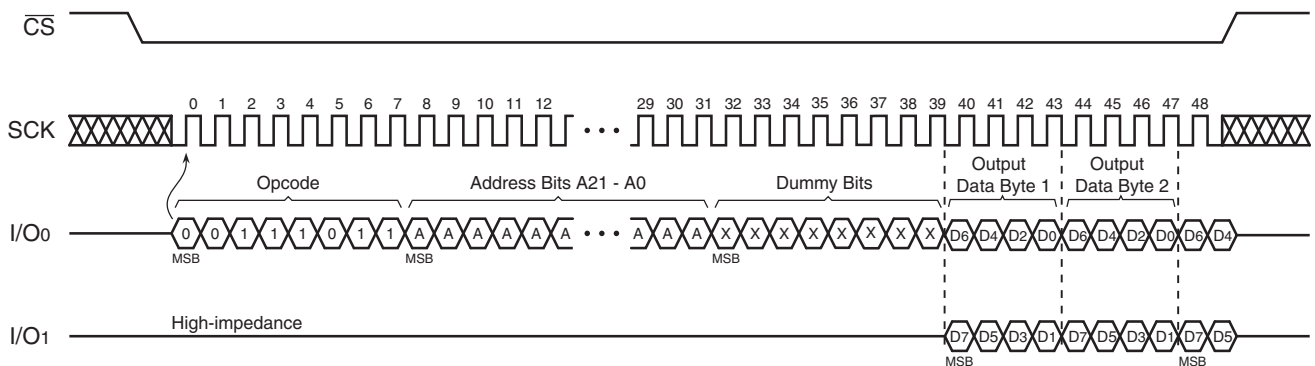 CS
0 1 2 3 4 5 6 7 8 9 10 11 12 29 30 31 32 33 34 35 36 37 38 39 40 41 42 43 44 45 46 47 48
SCK
Opcode
Address Bits A21 - A0
Dummy Bits
Output
Data Byte 1
Output
Data Byte 2
I/O0 0 0 1 1 1 0 1 1 A A A A A A A A A X X X X X X X X D6 D4 D2 D0 D6 D4 D2 D0 D6 D4
MSB MSB MSB
High-impedance
I/O1 D7 D5 D3 D1 D7 D5 D3 D1 D7 D5
MSB MSB